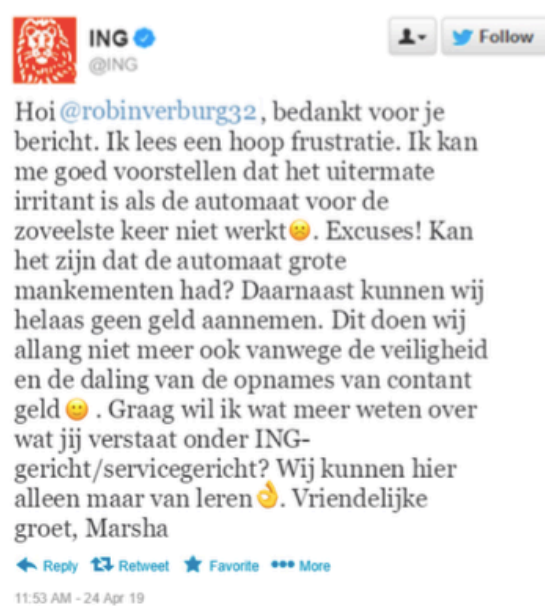 ING
@ING
Follow
Hoi @robinverburg32, bedankt voor je
bericht. Ik lees een hoop frustratie. Ik kan
me goed voorstellen dat het uitermate
irritant is als de automaat voor de
zoveelste keer niet werkt☹️. Excuses! Kan
het zijn dat de automaat grote
mankementen had? Daarnaast kunnen wij
helaas geen geld aannemen. Dit doen wij
allang niet meer ook vanwege de veiligheid
en de daling van de opnames van contant
geld🙂 . Graag wil ik wat meer weten over
wat jij verstaat onder ING-
gericht/servicegericht? Wij kunnen hier
alleen maar van leren👌. Vriendelijke
groet, Marsha
Reply Retweet Favorite More
11:53 AM - 24 Apr 19